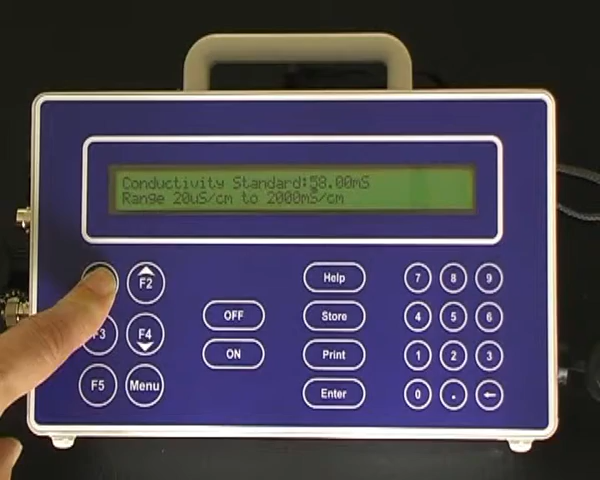 Conductivity Standard:58.00mS
Range 20uS/cm to 2000mS/cm
F2
Help
7 8 9
OFF
Store
4 5 6
F3
F4
ON
Print
1 2 3
F5
Menu
Enter
0 . ←